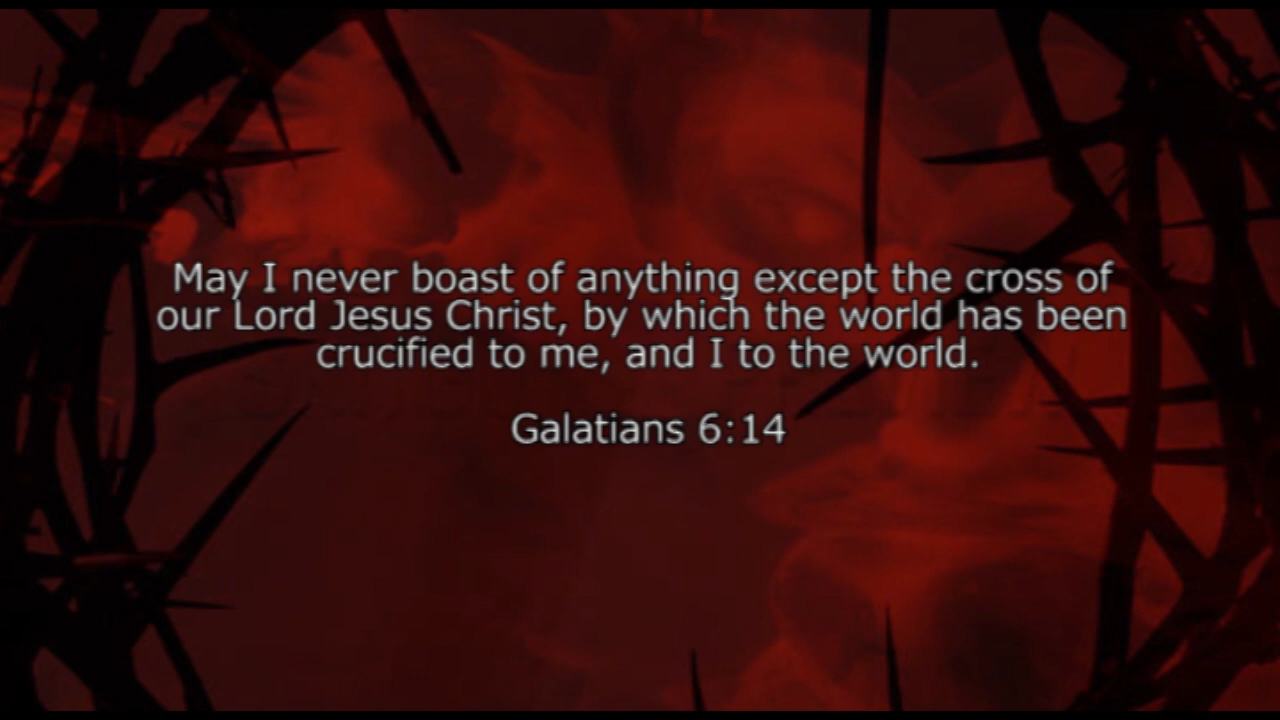 May I never boast of anything except the cross of
our Lord Jesus Christ, by which the world has been
crucified to me, and I to the world.
Galatians 6:14